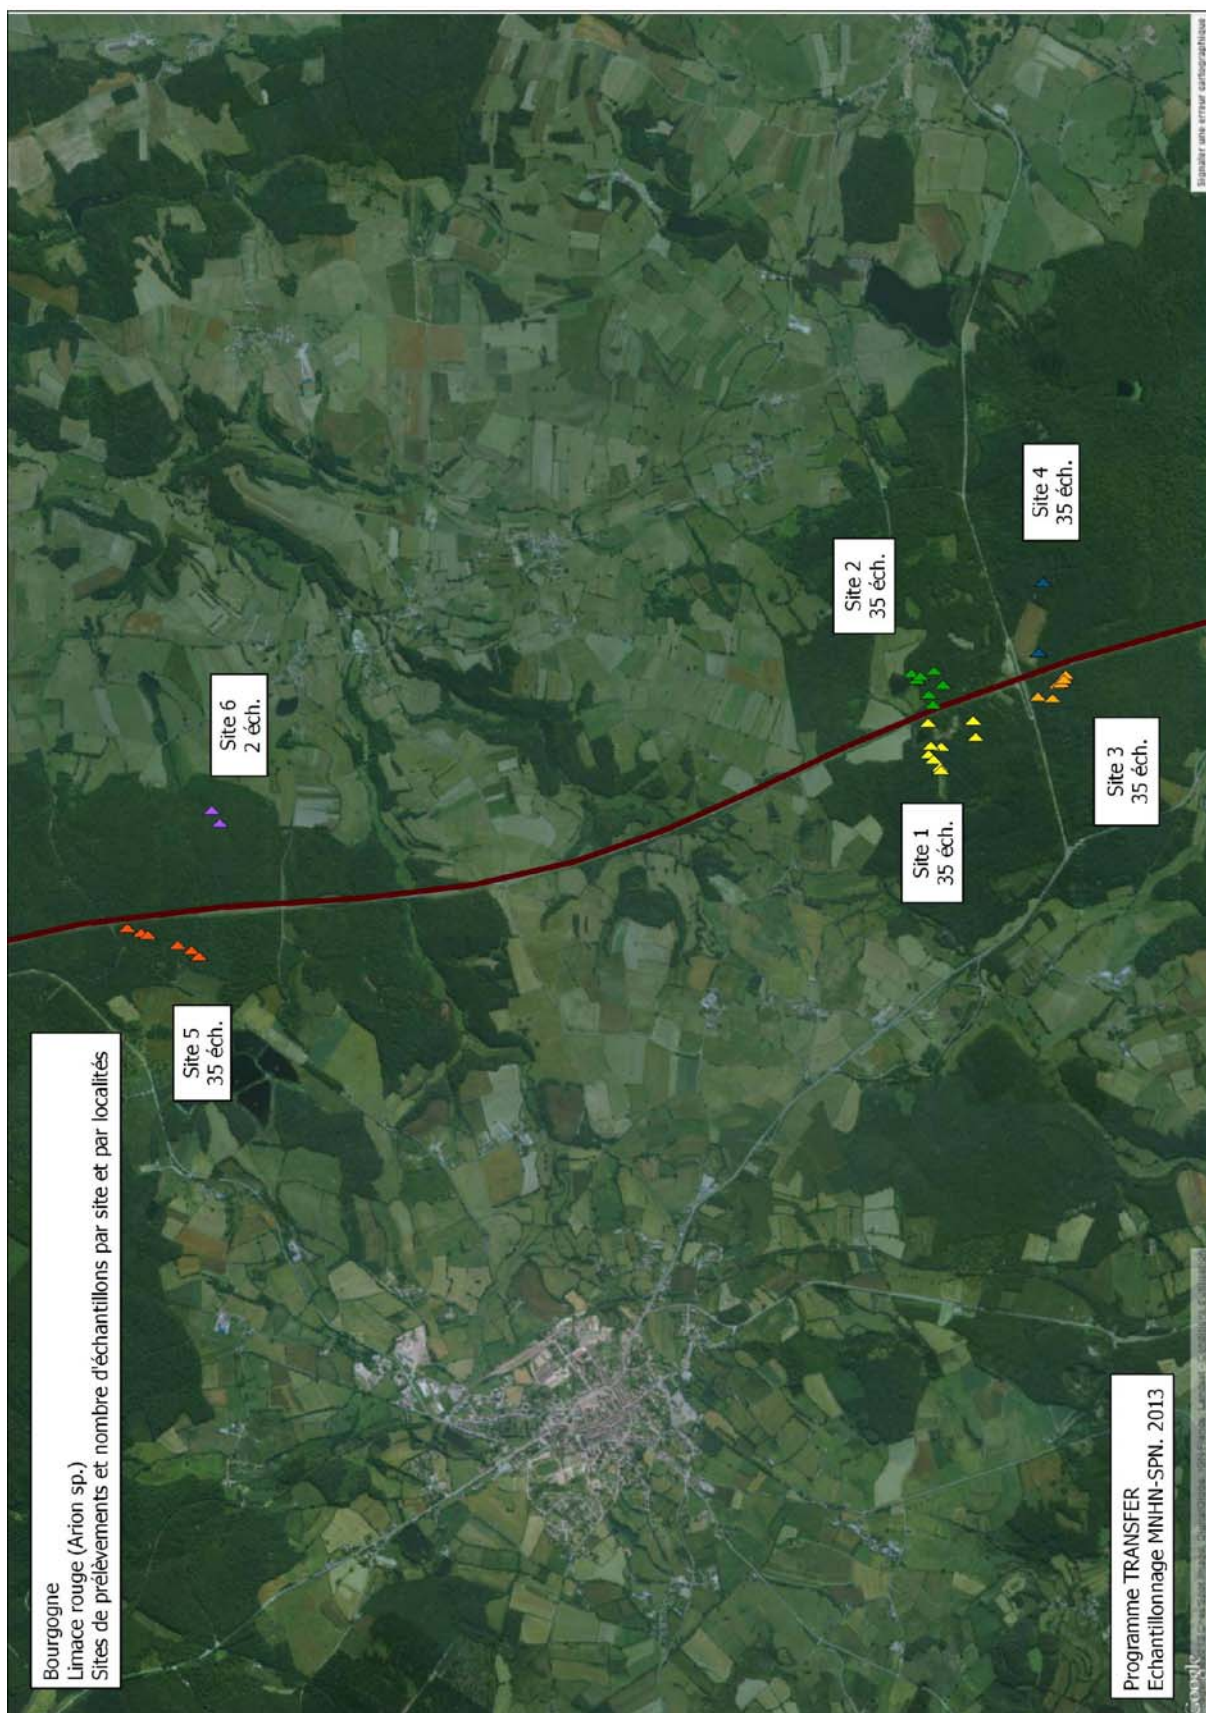 Bourgogne
Limace rouge (Arion sp.)
Sites de prélèvements et nombre d'échantillons par site et par localités
Site 5
35 éch.
Site 6
2 éch.
Site 1
35 éch.
Site 2
35 éch.
Site 3
35 éch.
Site 4
35 éch.
Programme TRANSFER
Echantillonnage MNHN-SPN. 2013
Google
Signaler une erreur cartographique